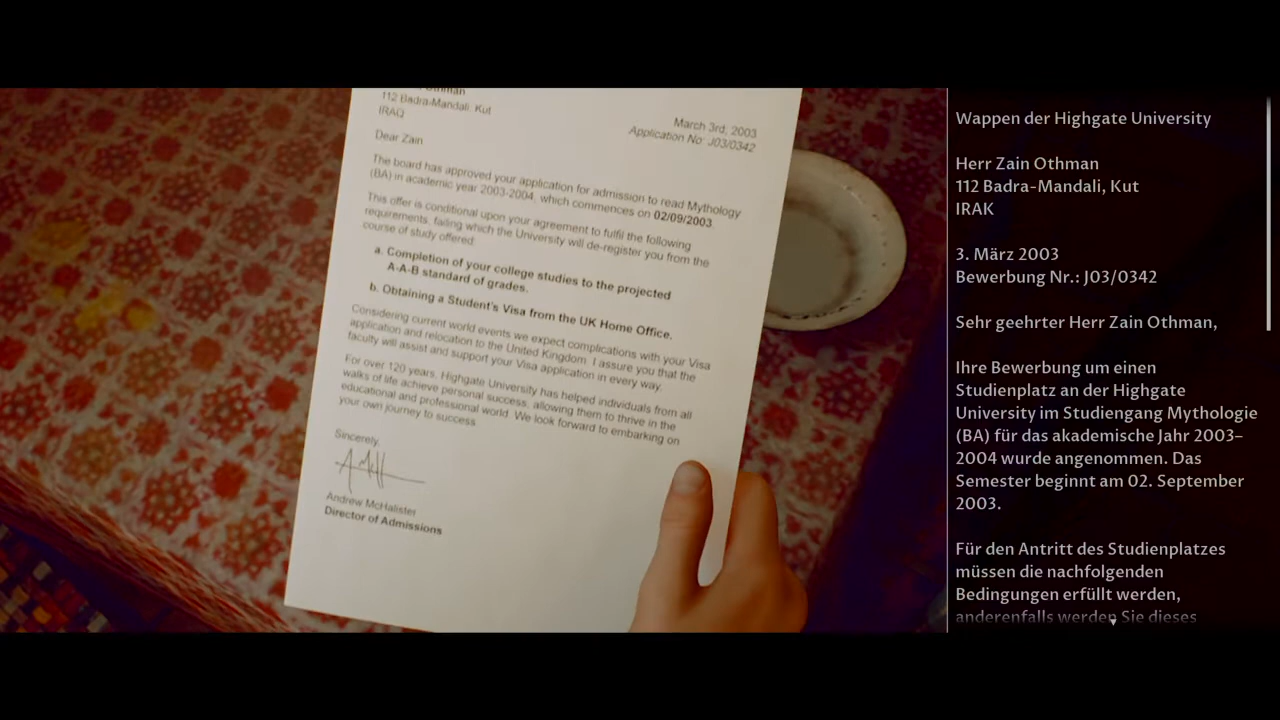 Othman
112 Badra-Mandali, Kut
IRAQ
March 3rd, 2003
Application No: J03/0342
Dear Zain
The board has approved your application for admission to read Mythology
(BA) in academic year 2003-2004, which commences on 02/09/2003
This offer is conditional upon your agreement to fulfil the following
requirements, failing which the University will de-register you from the
course of study offered:
a. Completion of your college studies to the projected
A-A-B standard of grades.
b. Obtaining a Student's Visa from the UK Home Office.
Considering current world events we expect complications with your Visa
application and relocation to the United Kingdom. I assure you that the
faculty will assist and support your Visa application in every way.
For over 120 years, Highgate University has helped individuals from all
walks of life achieve personal success, allowing them to thrive in the
educational and professional world. We look forward to embarking on
your own journey to success
Sincerely,
Andrew McHalister
Director of Admissions
Wappen der Highgate University
Herr Zain Othman
112 Badra-Mandali, Kut
IRAK
3. März 2003
Bewerbung Nr.: J03/0342
Sehr geehrter Herr Zain Othman,
Ihre Bewerbung um einen
Studienplatz an der Highgate
University im Studiengang Mythologie
(BA) für das akademische Jahr 2003–
2004 wurde angenommen. Das
Semester beginnt am 02. September
2003.
Für den Antritt des Studienplatzes
müssen die nachfolgenden
Bedingungen erfüllt werden,
anderenfalls werden Sie dieses